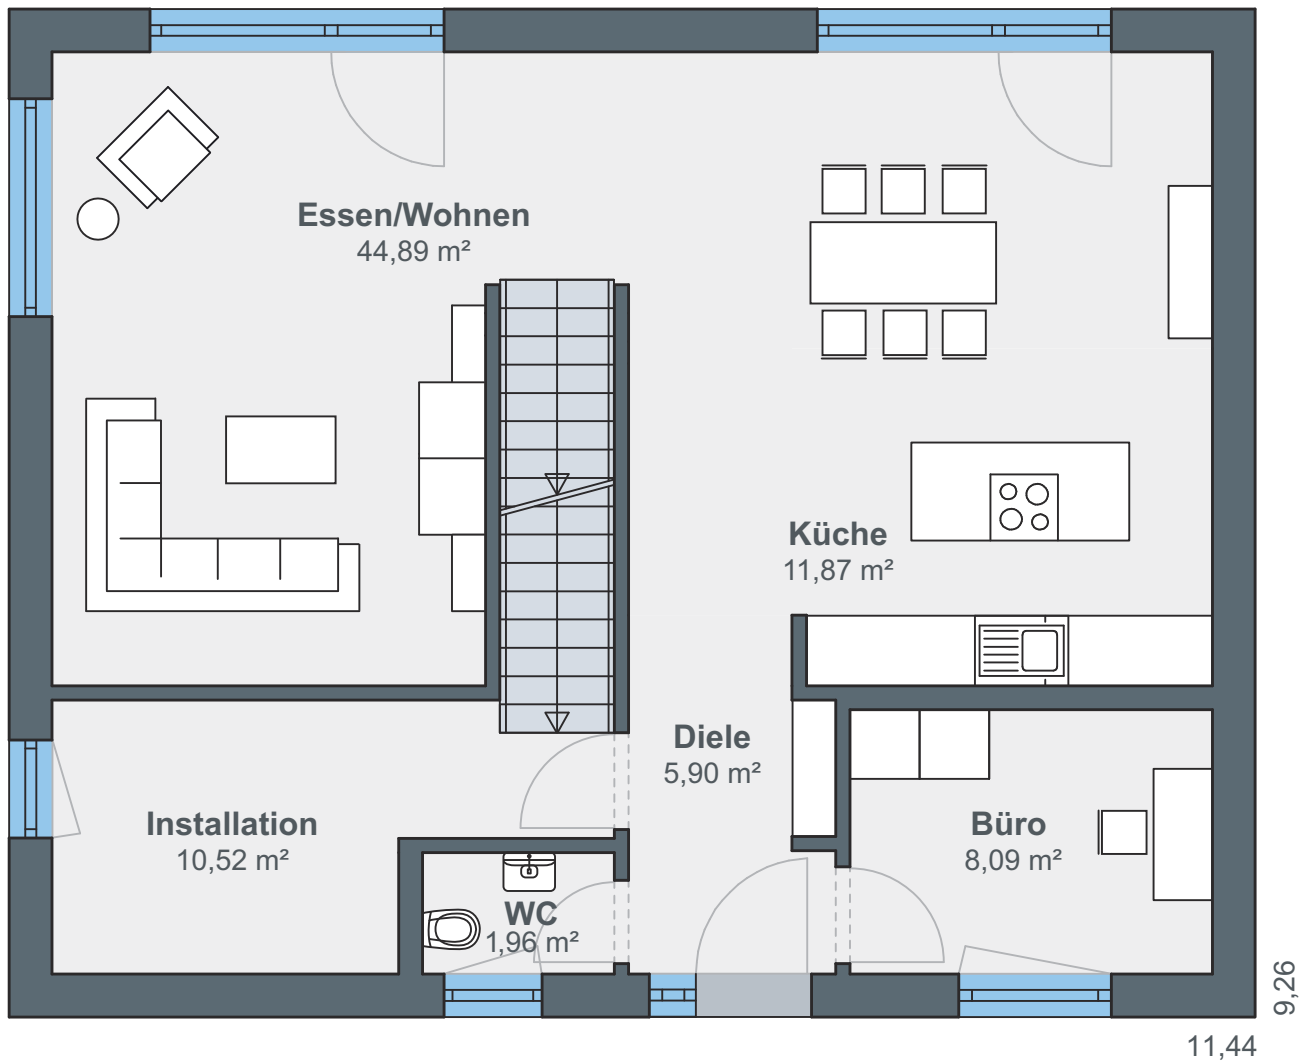 Essen/Wohnen
44,89 m²
Küche
11,87 m²
Diele
5,90 m²
Installation
10,52 m²
Büro
8,09 m²
WC
1,96 m²
9,26
11,44